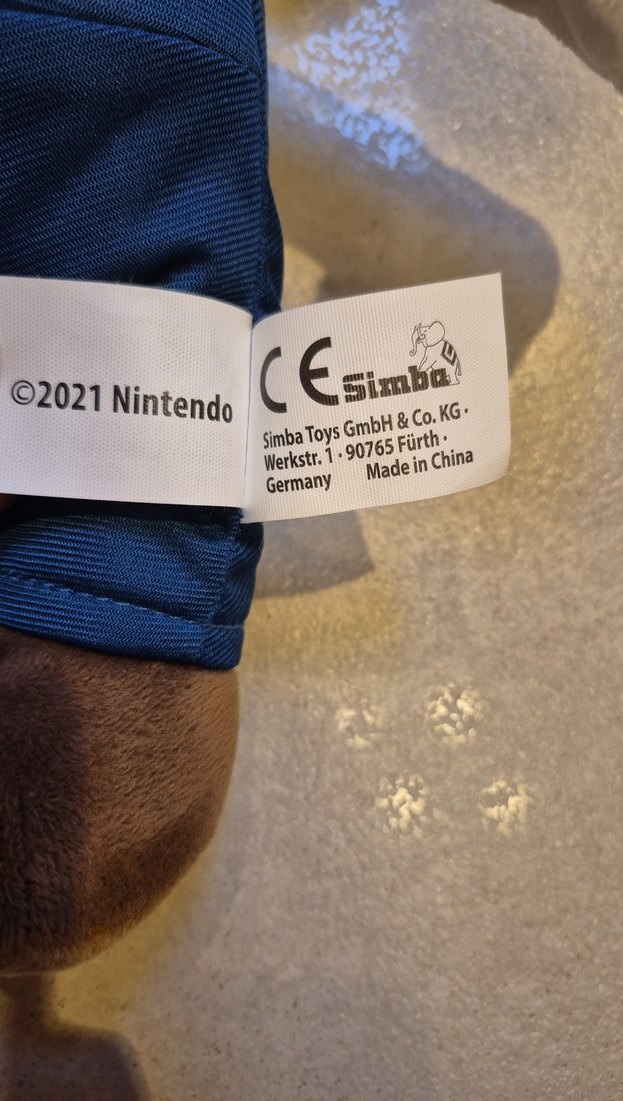 ©2021 Nintendo
CE Simba
Simba Toys GmbH & Co. KG ·
Werkstr. 1 · 90765 Fürth ·
Germany Made in China